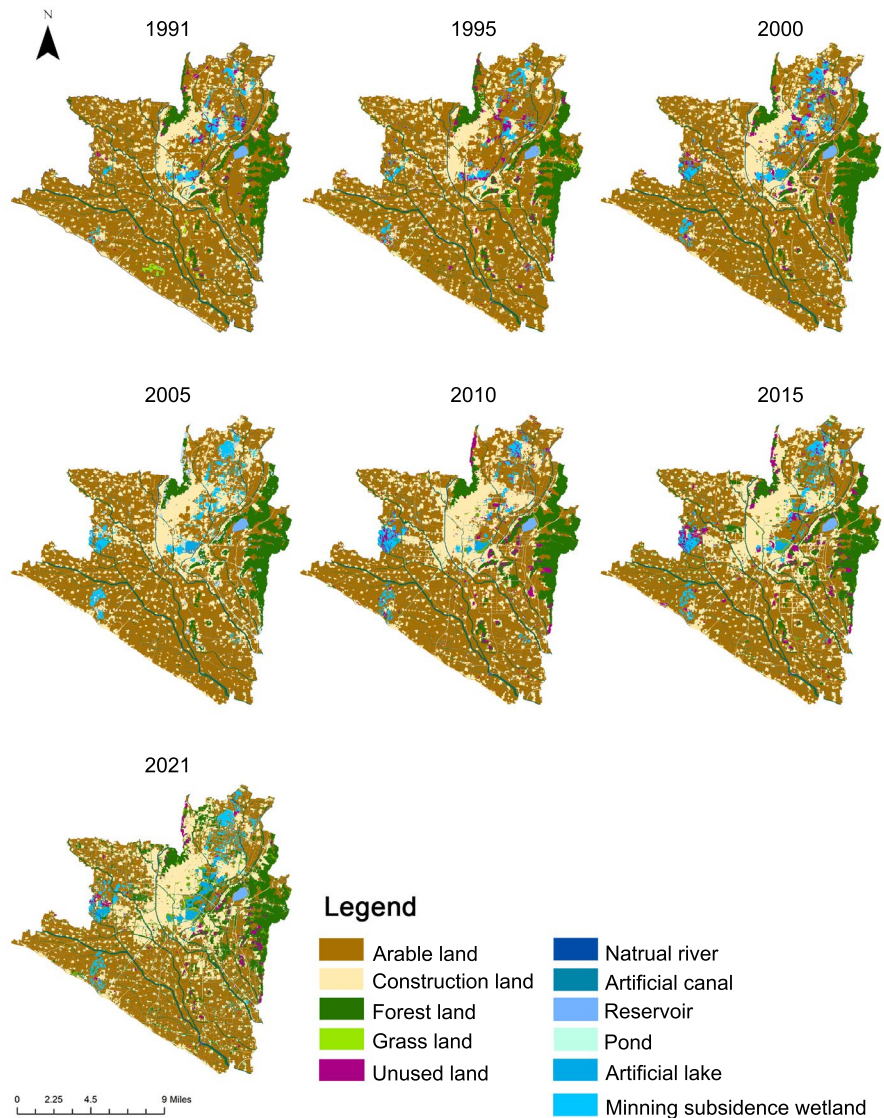 N
1991
1995
2000
2005
2010
2015
2021
Legend
Arable land
Construction land
Forest land
Grass land
Unused land
Natrual river
Artificial canal
Reservoir
Pond
Artificial lake
Minning subsidence wetland
0 2.25 4.5 9 Miles